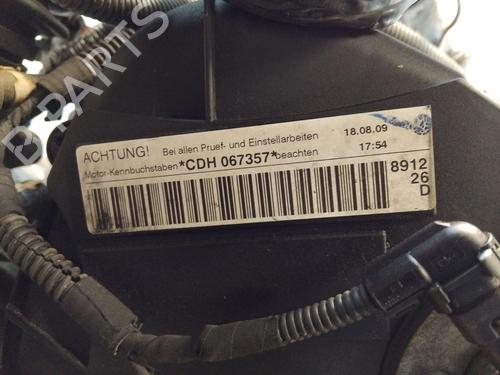 B-PARTS
ACHTUNG! Bei allen Pruef- und Einstellarbeiten 18.08.09
Motor-Kennbuchstaben *CDH 067357* beachten 17:54
8912
26
D